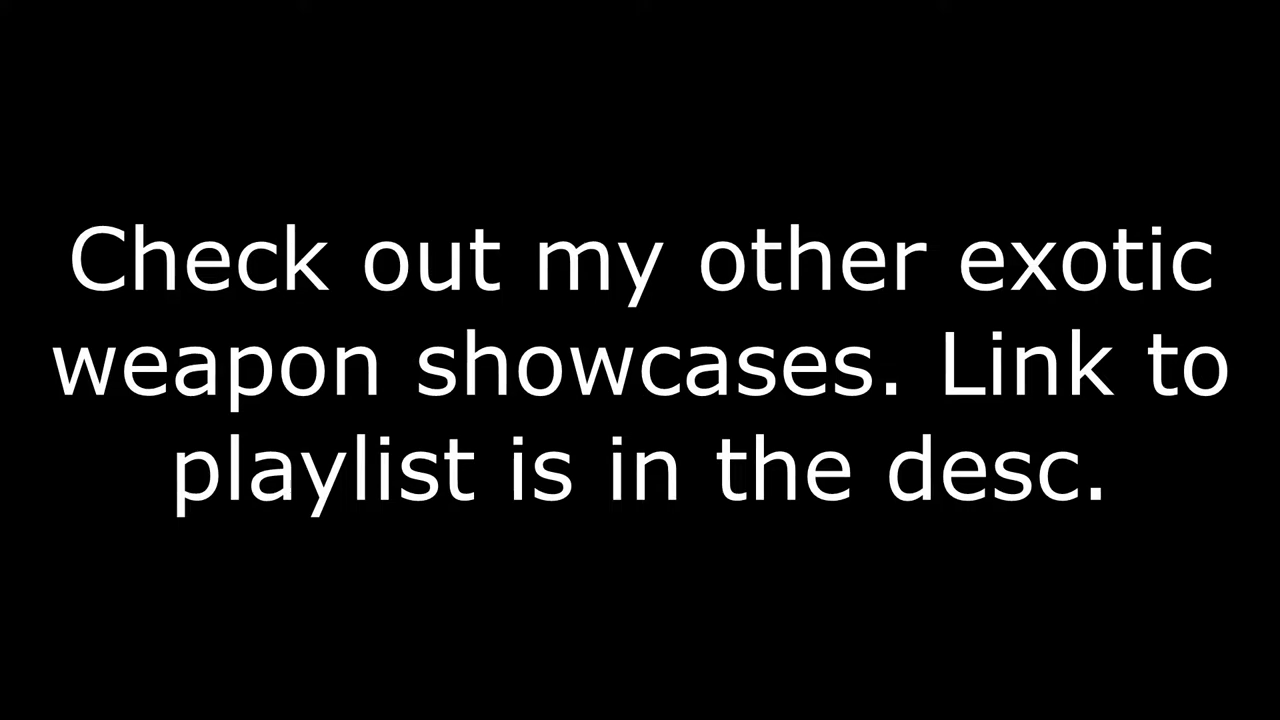 Check out my other exotic
weapon showcases. Link to
playlist is in the desc.